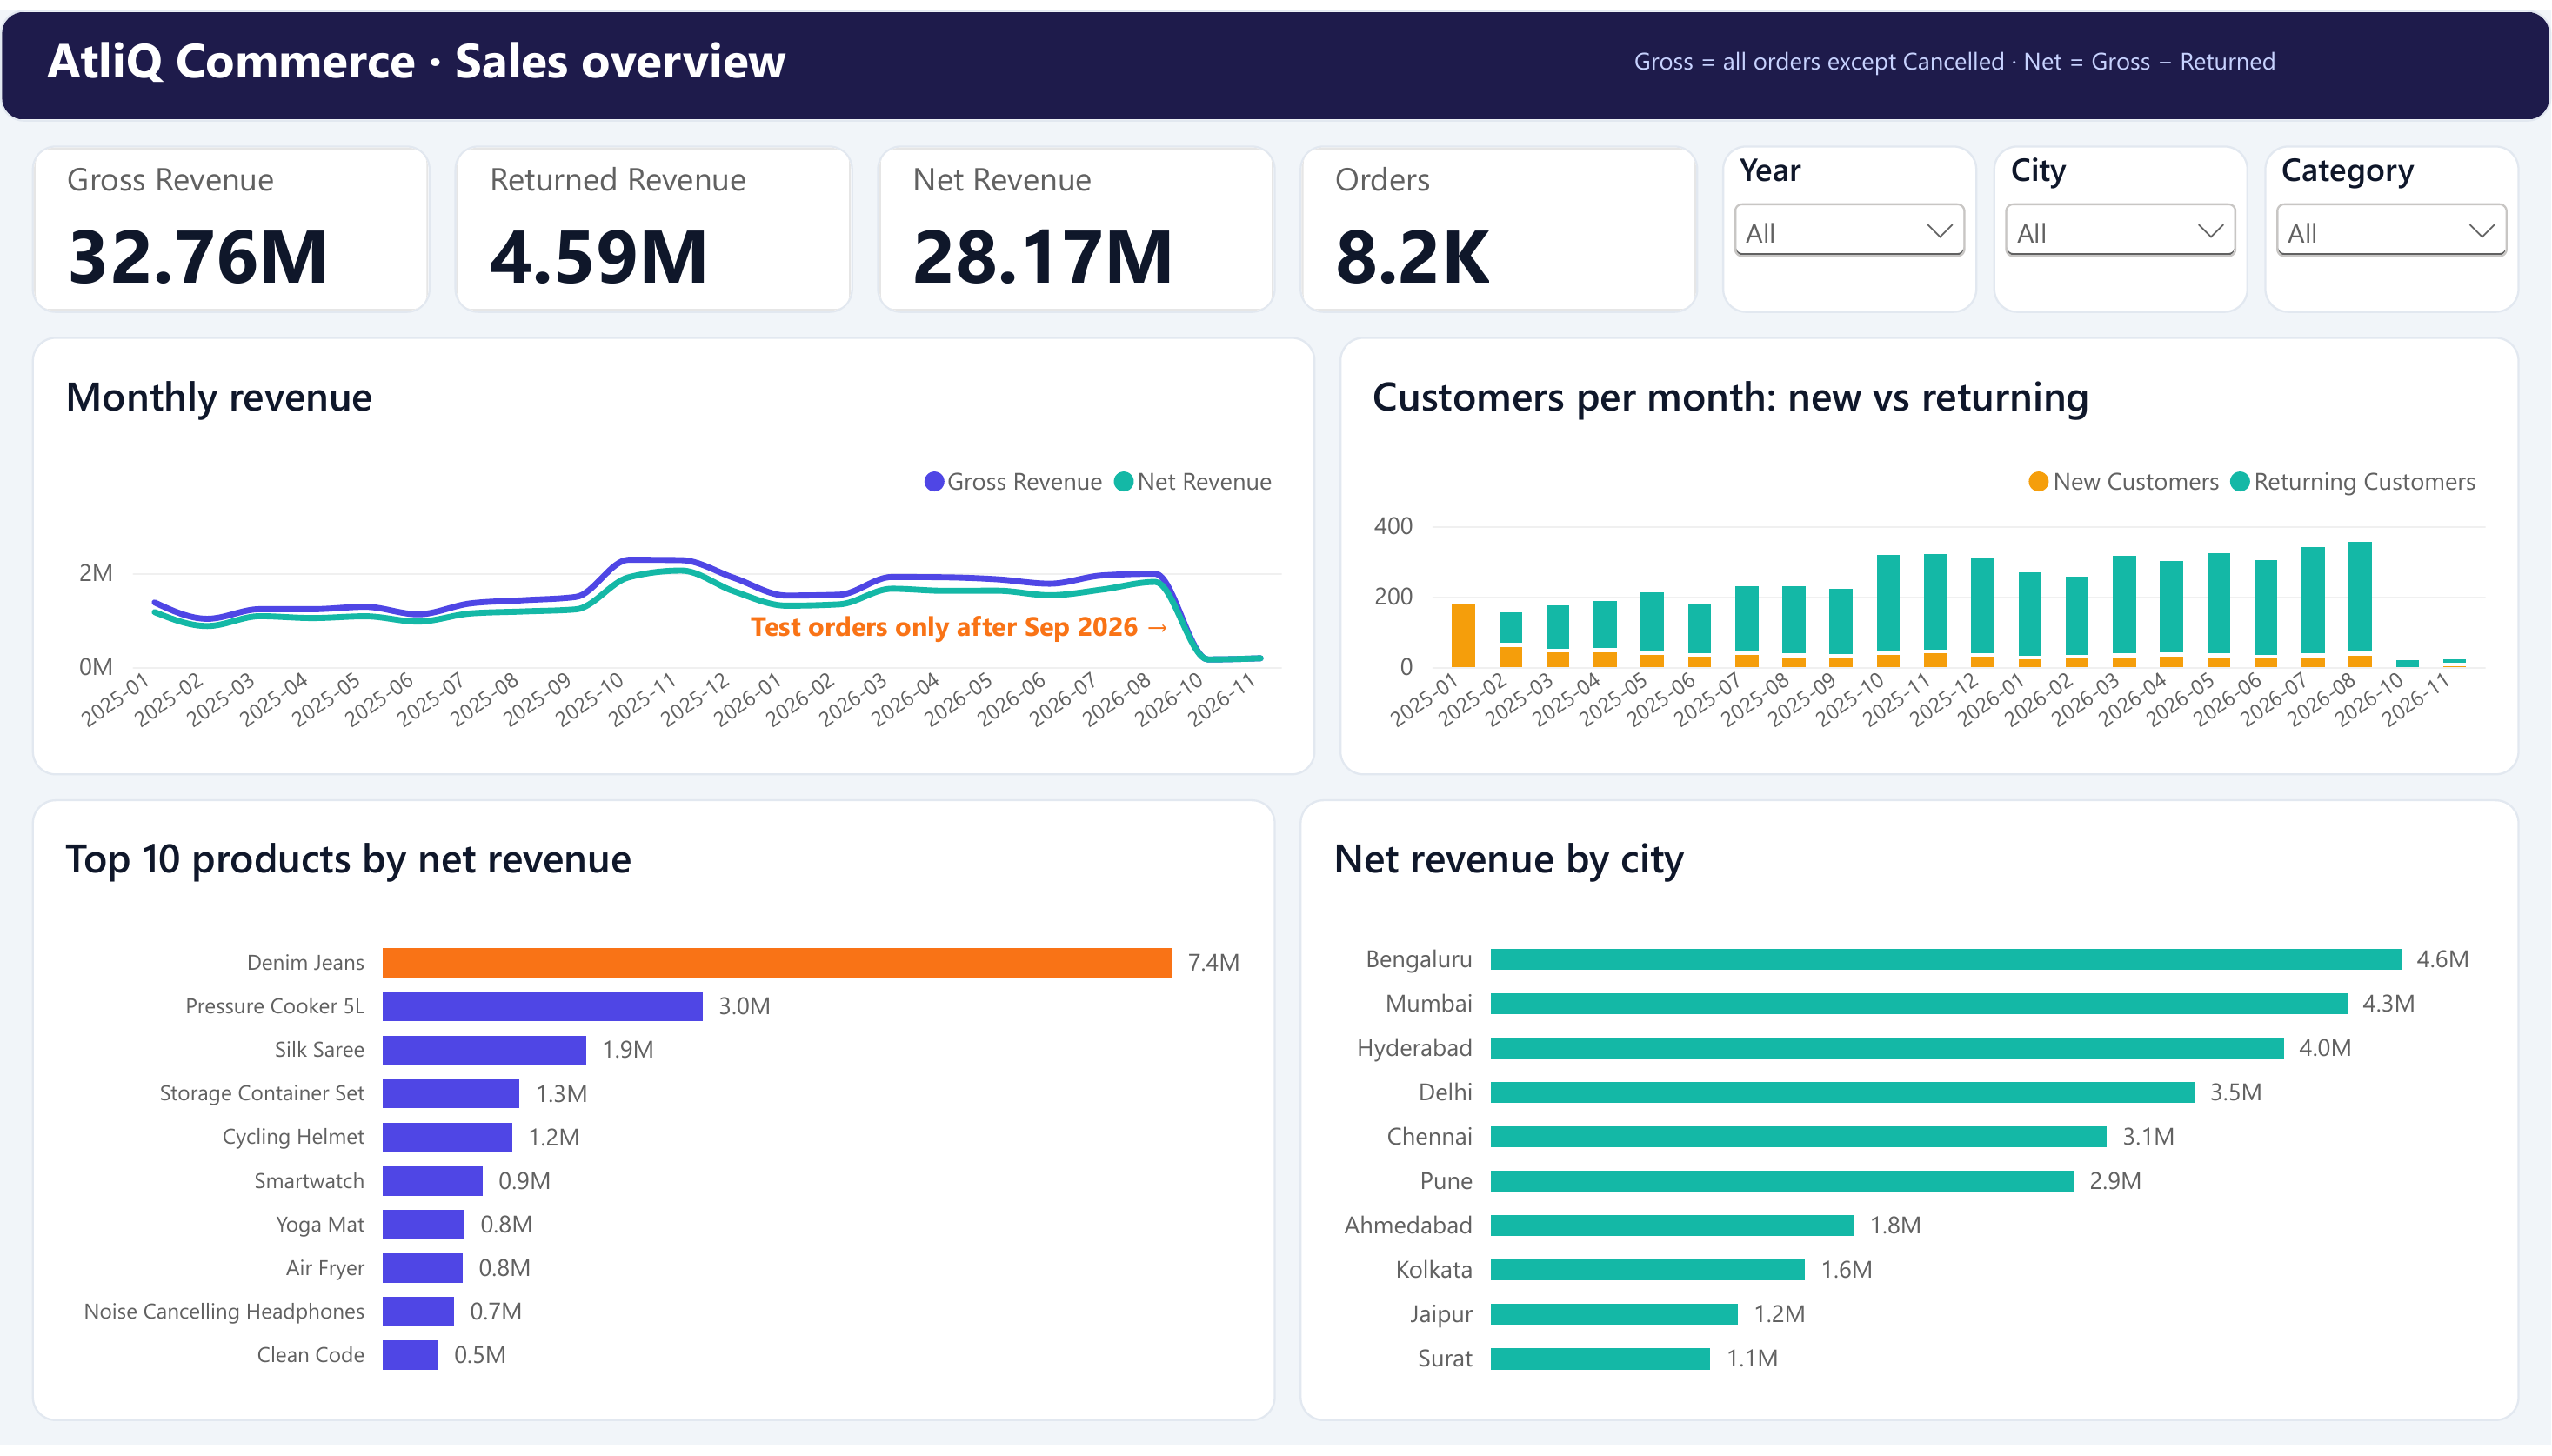 AtliQ Commerce · Sales overview
Gross = all orders except Cancelled · Net = Gross − Returned
Gross Revenue
32.76M
Returned Revenue
4.59M
Net Revenue
28.17M
Orders
8.2K
Year
All
City
All
Category
All
Monthly revenue
Gross Revenue
Net Revenue
2M
0M
Test orders only after Sep 2026 →
2025-01
2025-02
2025-03
2025-04
2025-05
2025-06
2025-07
2025-08
2025-09
2025-10
2025-11
2025-12
2026-01
2026-02
2026-03
2026-04
2026-05
2026-06
2026-07
2026-08
2026-10
2026-11
Customers per month: new vs returning
New Customers
Returning Customers
400
200
0
2025-01
2025-02
2025-03
2025-04
2025-05
2025-06
2025-07
2025-08
2025-09
2025-10
2025-11
2025-12
2026-01
2026-02
2026-03
2026-04
2026-05
2026-06
2026-07
2026-08
2026-10
2026-11
Top 10 products by net revenue
Denim Jeans 7.4M
Pressure Cooker 5L 3.0M
Silk Saree 1.9M
Storage Container Set 1.3M
Cycling Helmet 1.2M
Smartwatch 0.9M
Yoga Mat 0.8M
Air Fryer 0.8M
Noise Cancelling Headphones 0.7M
Clean Code 0.5M
Net revenue by city
Bengaluru 4.6M
Mumbai 4.3M
Hyderabad 4.0M
Delhi 3.5M
Chennai 3.1M
Pune 2.9M
Ahmedabad 1.8M
Kolkata 1.6M
Jaipur 1.2M
Surat 1.1M